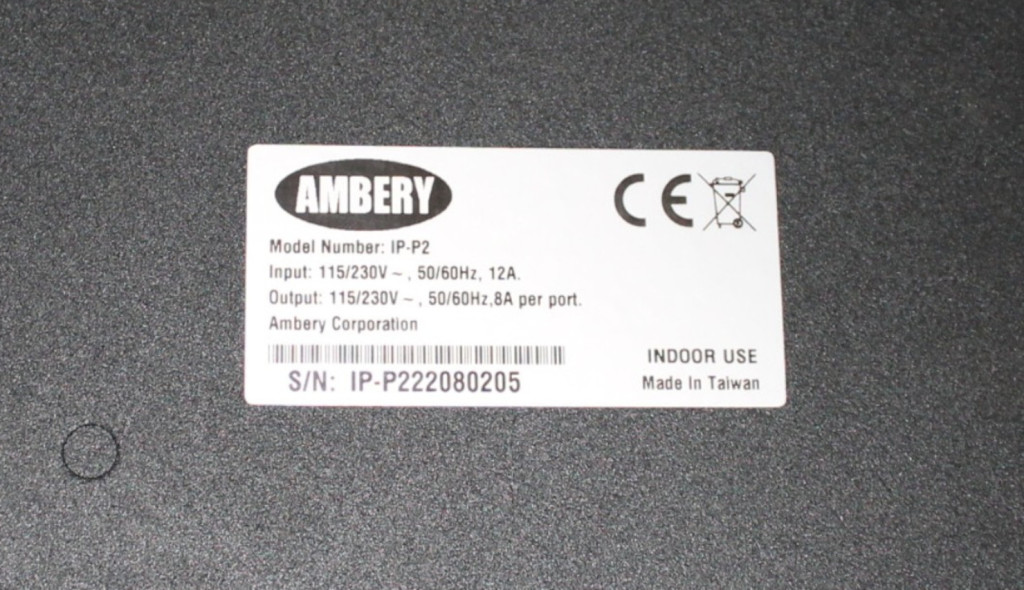 AMBERY
CE
Model Number: IP-P2
Input: 115/230V ~ , 50/60Hz, 12A.
Output: 115/230V ~ , 50/60Hz,8A per port.
Ambery Corporation
S/N: IP-P222080205
INDOOR USE
Made In Taiwan